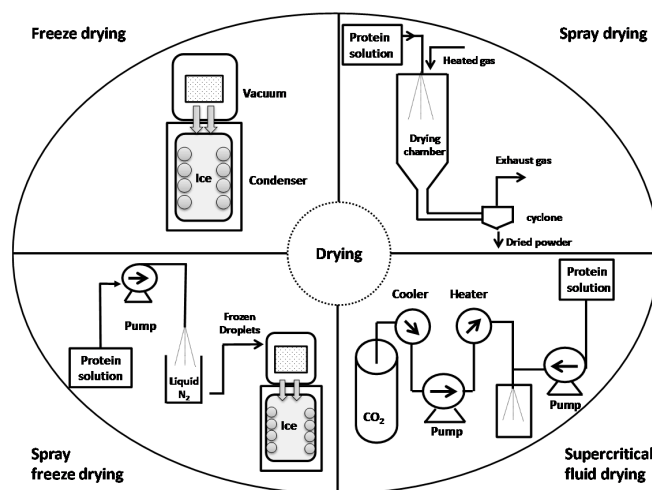 Freeze drying
Vacuum
Ice
Condenser
Spray drying
Protein
solution
Heated gas
Drying
chamber
Exhaust gas
cyclone
Dried powder
Drying
Pump
Protein
solution
Liquid
N₂
Frozen
Droplets
Ice
Spray
freeze drying
Cooler
Heater
Protein
solution
CO₂
Pump
Pump
Supercritical
fluid drying